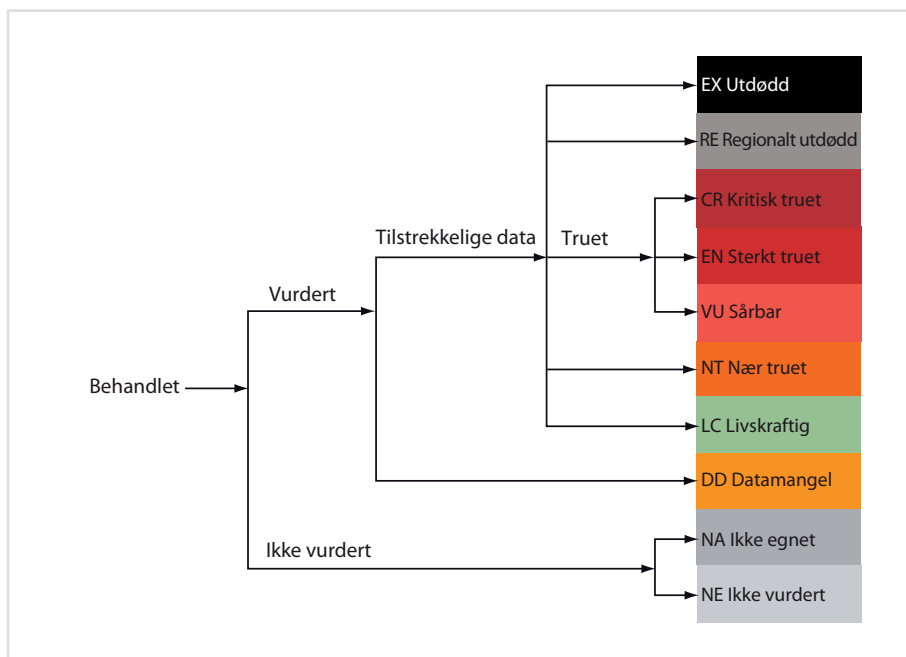 EX Utdødd
RE Regionalt utdødd
CR Kritisk truet
Tilstrekkelige data
Truet
EN Sterkt truet
Vurdert
VU Sårbar
NT Nær truet
Behandlet
LC Livskraftig
DD Datamangel
Ikke vurdert
NA Ikke egnet
NE Ikke vurdert